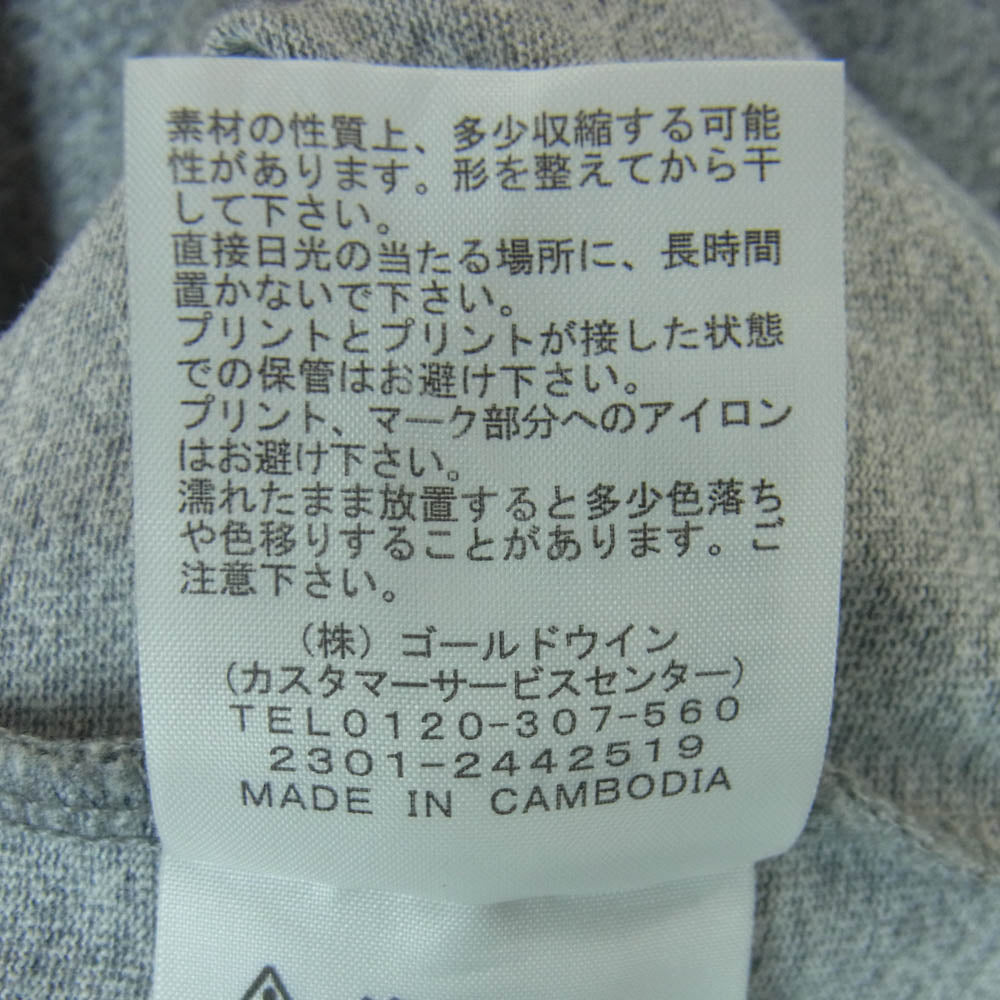 素材の性質上、多少収縮する可能
性があります。形を整えてから干
して下さい。
直接日光の当たる場所に、長時間
置かないで下さい。
プリントとプリントが接した状態
での保管はお避け下さい。
プリント、マーク部分へのアイロン
はお避け下さい。
濡れたまま放置すると多少色落ち
や色移りすることがあります。ご
注意下さい。
（株）ゴールドウイン
(カスタマーサービスセンター)
TEL0120-307-560
2301-2442519
MADE IN CAMBODIA